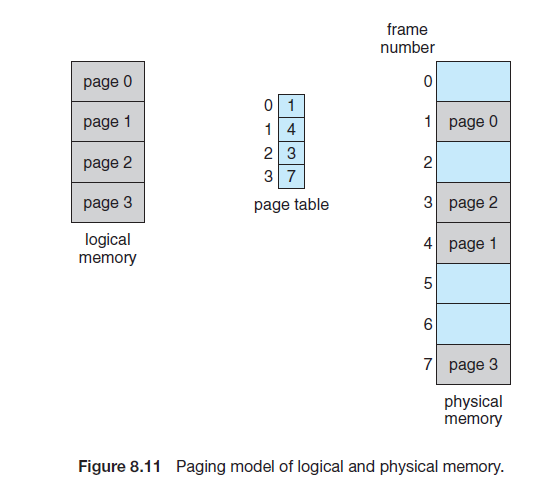 frame
number
page 0
page 1
page 2
page 3
logical
memory
0 1
1 4
2 3
3 7
page table
0
1 page 0
2
3 page 2
4 page 1
5
6
7 page 3
physical
memory
Figure 8.11 Paging model of logical and physical memory.